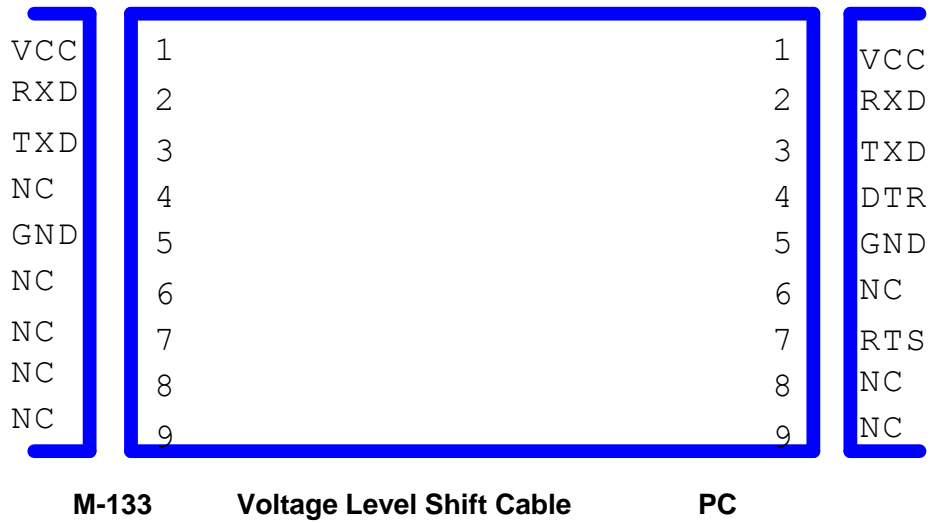 VCC 1 1 VCC
RXD 2 2 RXD
TXD 3 3 TXD
NC 4 4 DTR
GND 5 5 GND
NC 6 6 NC
NC 7 7 RTS
NC 8 8 NC
NC 9 9 NC
M-133 Voltage Level Shift Cable PC